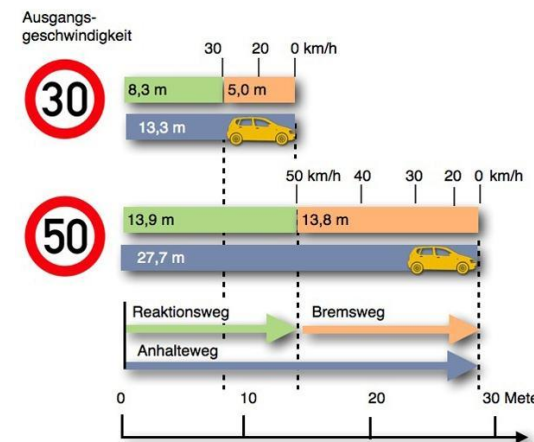 Ausgangs-
geschwindigkeit
30 20 0 km/h
30
8,3 m 5,0 m
13,3 m
50 km/h 40 30 20 0 km/h
50
13,9 m 13,8 m
27,7 m
Reaktionsweg Bremsweg
Anhalteweg
0 10 20 30 Mete